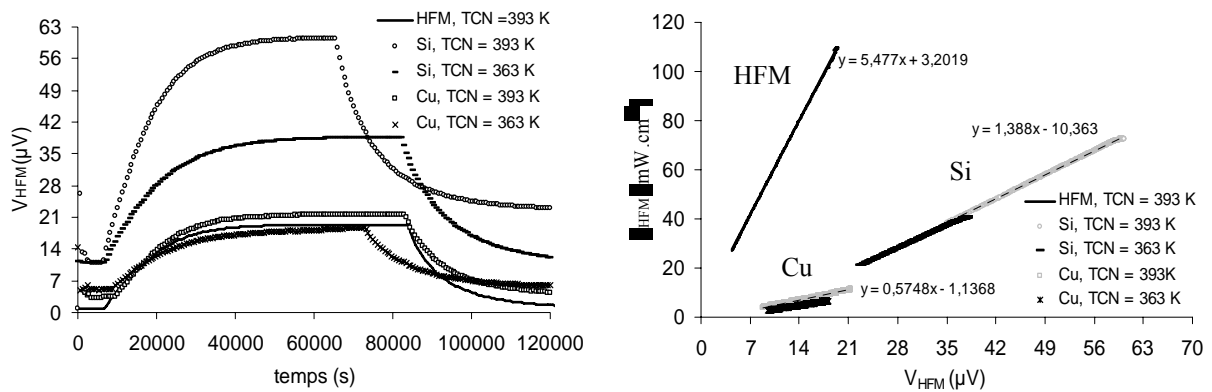 63
56
49
42
35
28
21
14
7
0
V HFM (µV)
0
20000
40000
60000
80000
100000
120000
temps (s)
HFM, TCN =393 K
Si, TCN = 393 K
Si, TCN = 363 K
Cu, TCN = 393 K
Cu, TCN = 363 K
120
100
80
60
40
20
0
HFM mW.cm
0
7
14
21
28
35
42
49
56
63
70
V HFM (µV)
HFM
y = 5,477x + 3,2019
y = 1,388x - 10,363
Si
Cu
y = 0,5748x - 1,1368
HFM, TCN = 393 K
Si, TCN = 393 K
Si, TCN = 363 K
Cu, TCN = 393K
Cu, TCN = 363 K